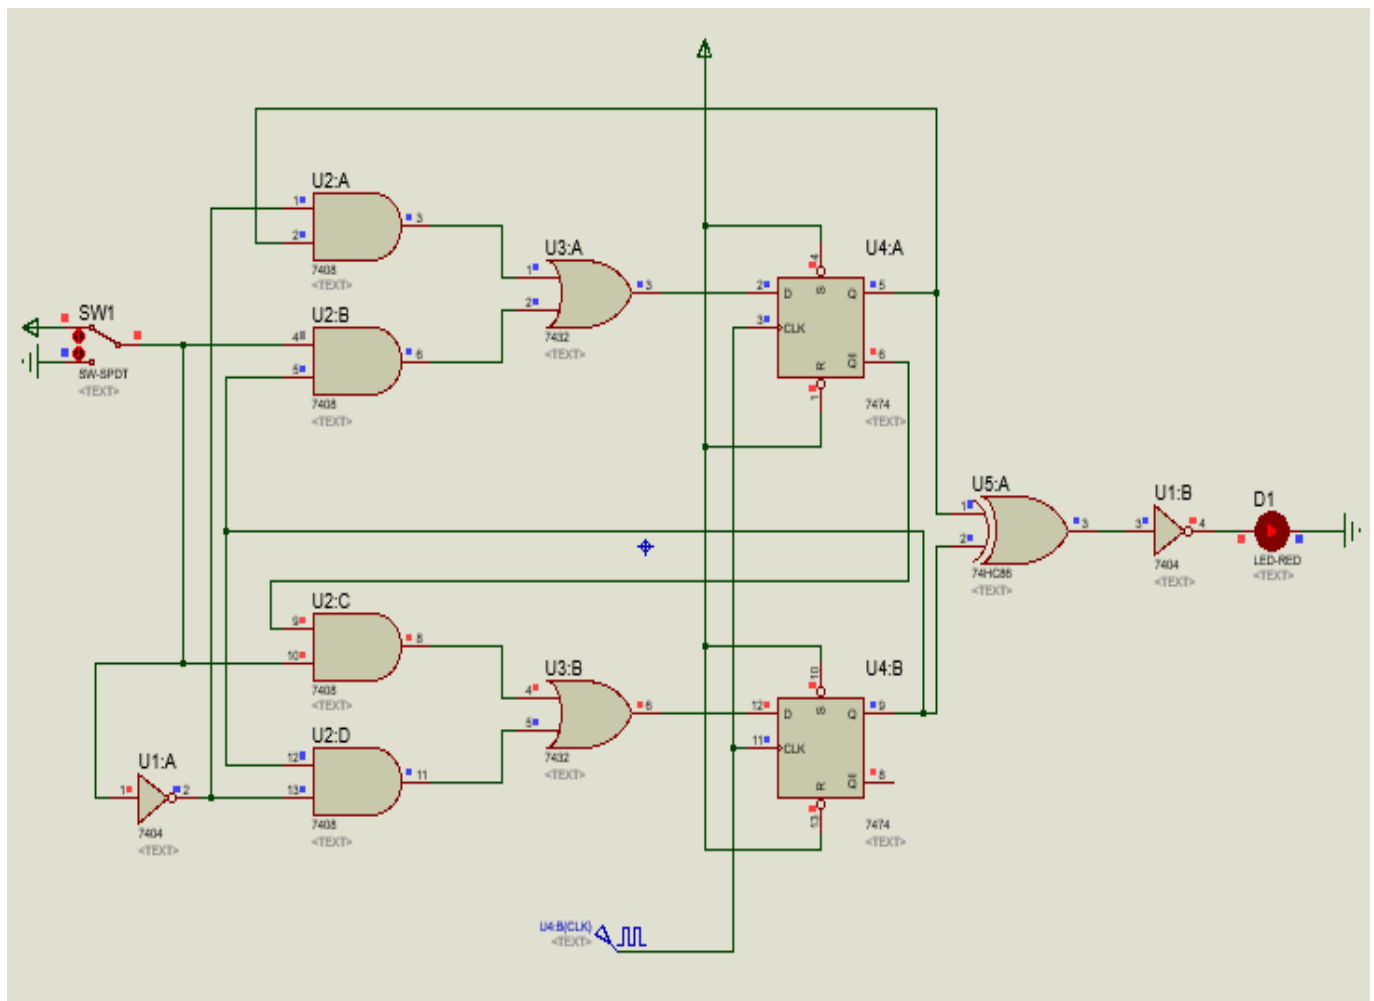 U2:A
1
2
3
7408
<TEXT>
U3:A
1
2
3
7432
<TEXT>
U4:A
4
S
2
D
Q
5
3
CLK
6
R
1
7474
<TEXT>
SW1
SW-SPDT
<TEXT>
U2:B
4
5
6
7408
<TEXT>
U5:A
1
2
3
74HC86
<TEXT>
U1:B
3
4
7404
<TEXT>
D1
LED-RED
<TEXT>
U2:C
9
10
8
7408
<TEXT>
U3:B
4
5
6
7432
<TEXT>
U4:B
10
S
12
D
Q
9
11
CLK
8
R
13
7474
<TEXT>
U1:A
1
2
7404
<TEXT>
U2:D
12
13
11
7408
<TEXT>
U4:B(CLK)
<TEXT>